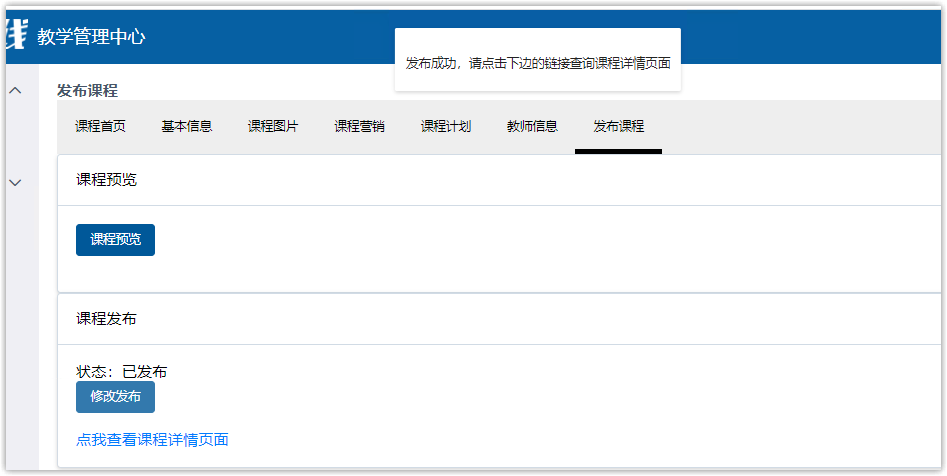 线 教学管理中心
发布成功，请点击下边的链接查询课程详情页面
发布课程
课程首页 基本信息 课程图片 课程营销 课程计划 教师信息 发布课程
课程预览
课程预览
课程发布
状态：已发布
修改发布
点我查看课程详情页面